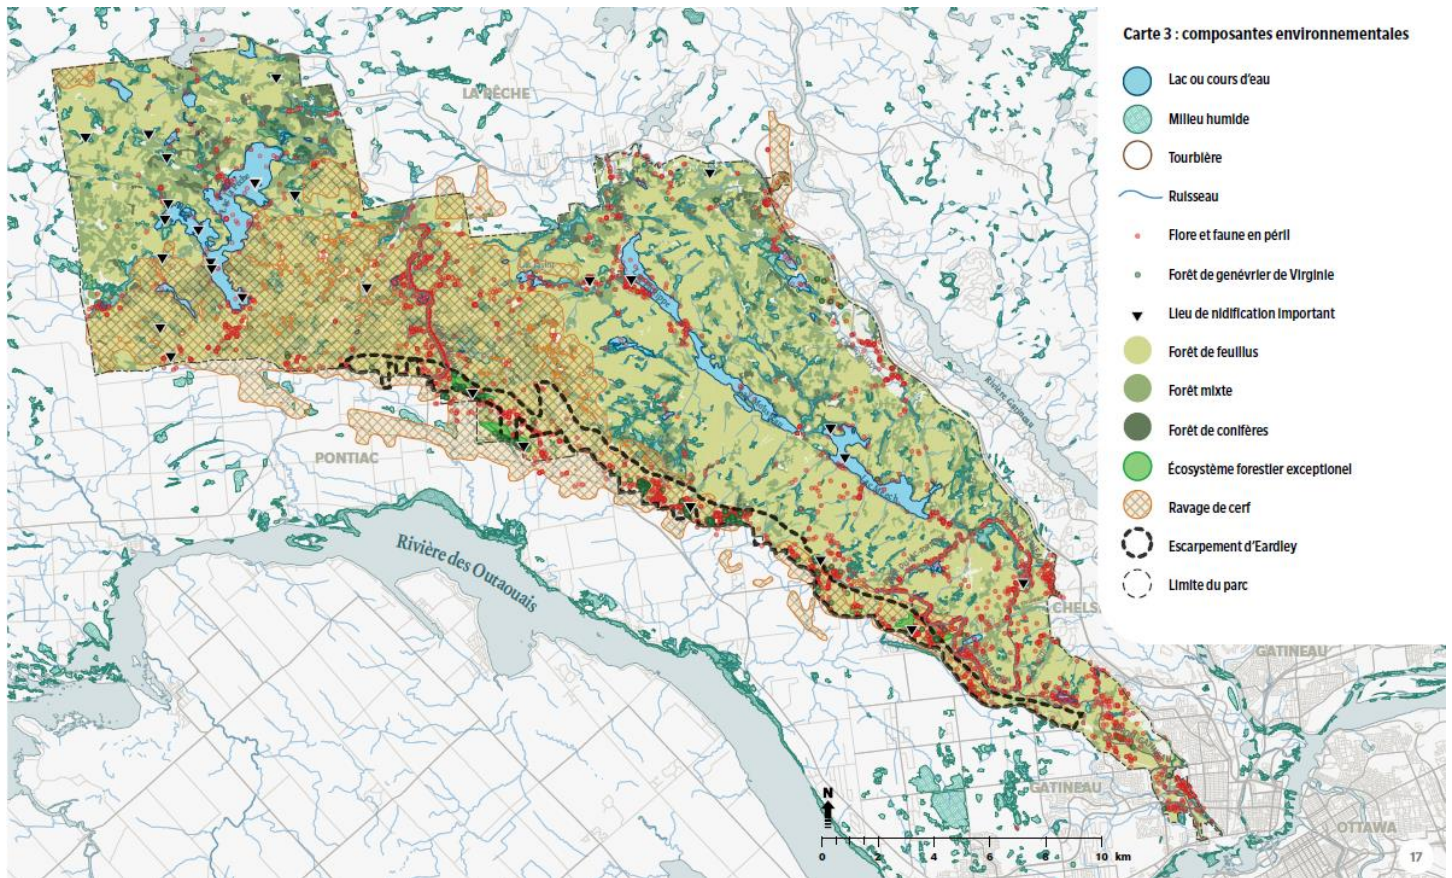 Carte 3 : composantes environnementales
Lac ou cours d'eau
Milieu humide
Tourbière
Ruisseau
Flore et faune en péril
Forêt de genévrier de Virginie
Lieu de nidification important
Forêt de feuillus
Forêt mixte
Forêt de conifères
Écosystème forestier exceptionnel
Ravage de cerf
Escarpement d'Eardley
Limite du parc
LA PÊCHE
PONTIAC
Rivière des Outaouais
Rivière Gatineau
CHELS
GATINEAU
GATINEAU
OTTAWA
N
0 2 4 6 8 10 km
17